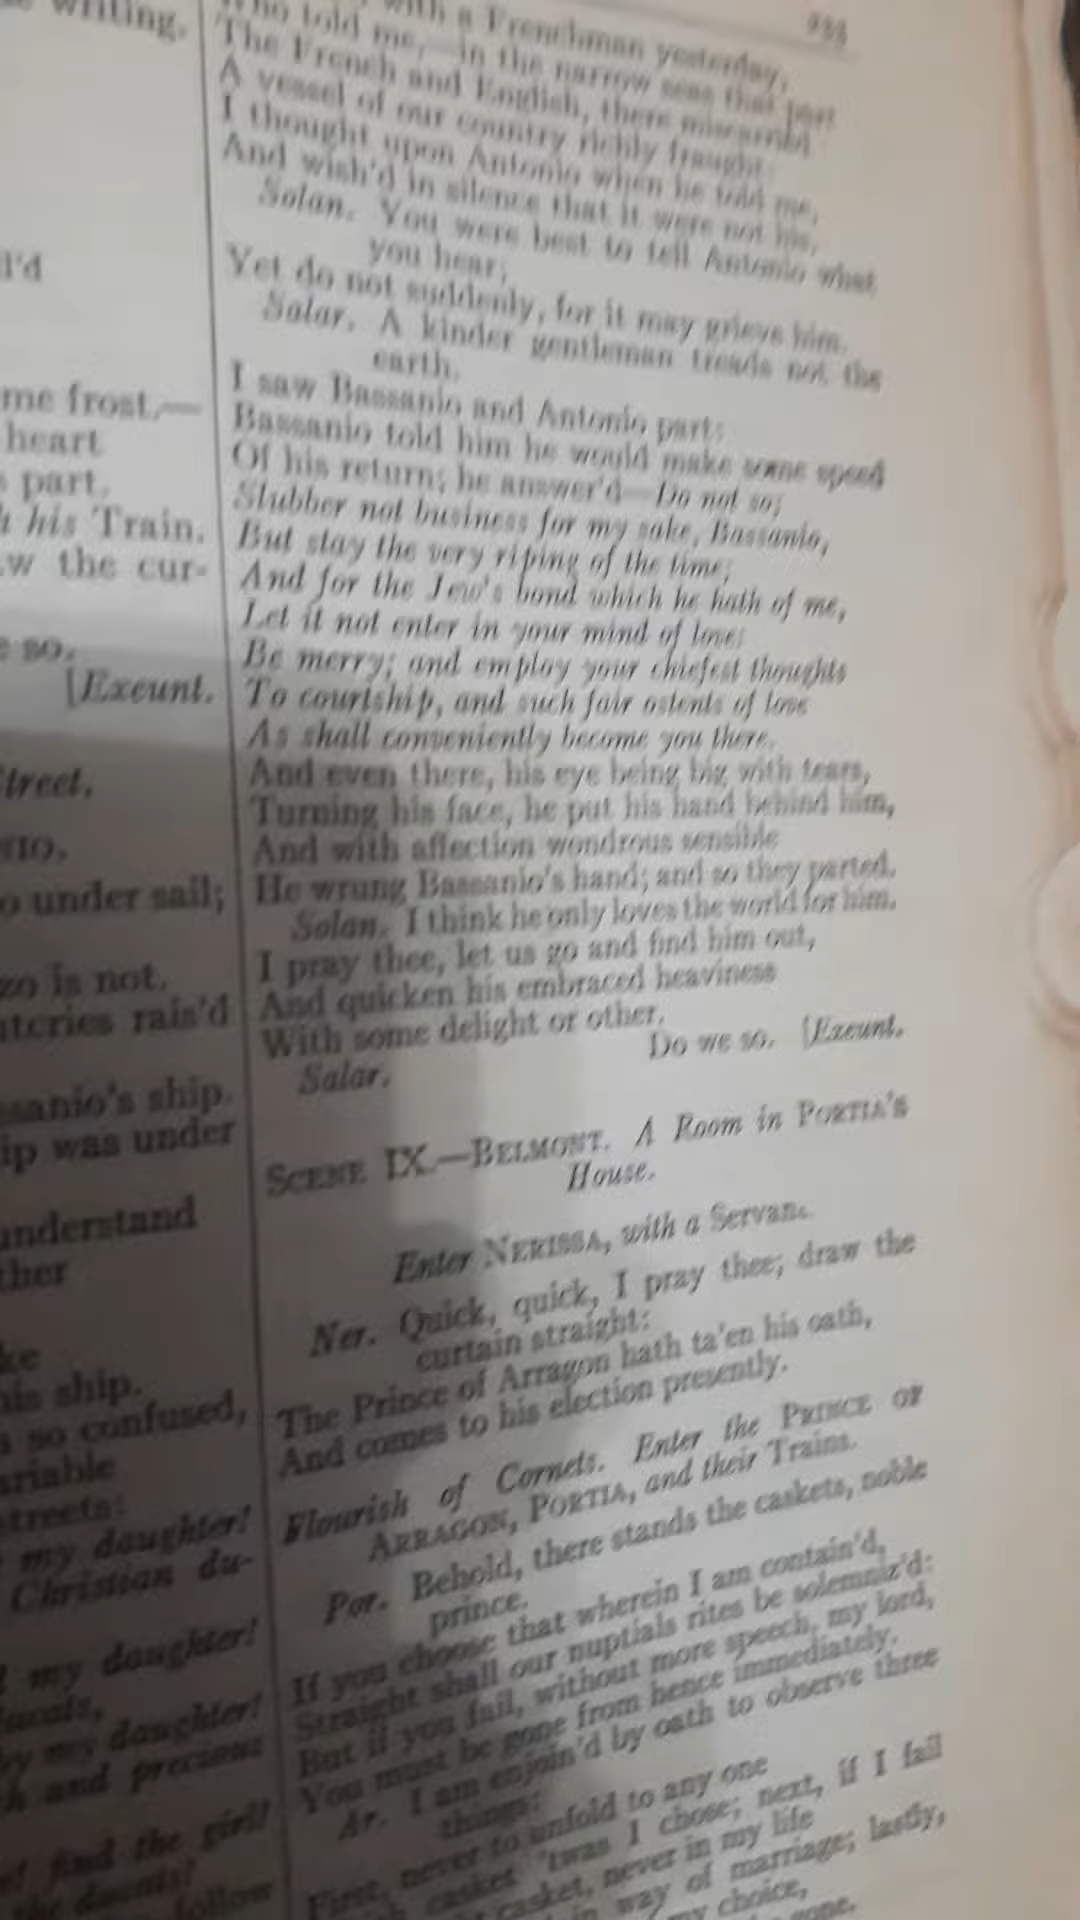 writing.
l'd
me frost.—
heart
part.
his Train.
w the cur-
so.
[Exeunt.
street.
under sail;
zo is not.
rais'd
ssanio's ship.
ip was under
understand
ther
ke
his ship.
so confused,
ariable
streets:
my daughter!
Christian du-
my daughter!
my daughter!
and precious
find the girl!
follow
with a Frenchman yesterday,
Who told me,—in the narrow seas that part
The French and English, there miscarried
A vessel of our country richly fraught:
I thought upon Antonio when he told me,
And wish'd in silence that it were not his.
Solan. You were best to tell Antonio what
you hear;
Yet do not suddenly, for it may grieve him.
Salar. A kinder gentleman treads not the
earth.
I saw Bassanio and Antonio part:
Bassanio told him he would make some speed
Of his return; he answer'd—Do not so;
Slubber not business for my sake, Bassanio,
But stay the very riping of the time;
And for the Jew's bond which he hath of me,
Let it not enter in your mind of love:
Be merry; and employ your chiefest thoughts
To courtship, and such fair ostents of love
As shall conveniently become you there.
And even there, his eye being big with tears,
Turning his face, he put his hand behind him,
And with affection wondrous sensible
He wrung Bassanio's hand; and so they parted.
Solan. I think he only loves the world for him.
I pray thee, let us go and find him out,
And quicken his embraced heaviness
With some delight or other.
Salar. Do we so. [Exeunt.
SCENE IX.—BELMONT. A Room in PORTIA'S
House.
Enter NERISSA, with a Servant.
Ner. Quick, quick, I pray thee; draw the
curtain straight:
The Prince of Arragon hath ta'en his oath,
And comes to his election presently.
Flourish of Cornets. Enter the PRINCE OF
ARRAGON, PORTIA, and their Trains.
Por. Behold, there stands the caskets, noble
prince.
If you choose that wherein I am contain'd,
Straight shall our nuptials rites be solemniz'd:
But if you fail, without more speech, my lord,
You must be gone from hence immediately.
Ar. I am enjoin'd by oath to observe three
things:
First, never to unfold to any one
casket 'twas I chose; next, if I fail
casket, never in my life
in way of marriage; lastly,
my choice,
gone.